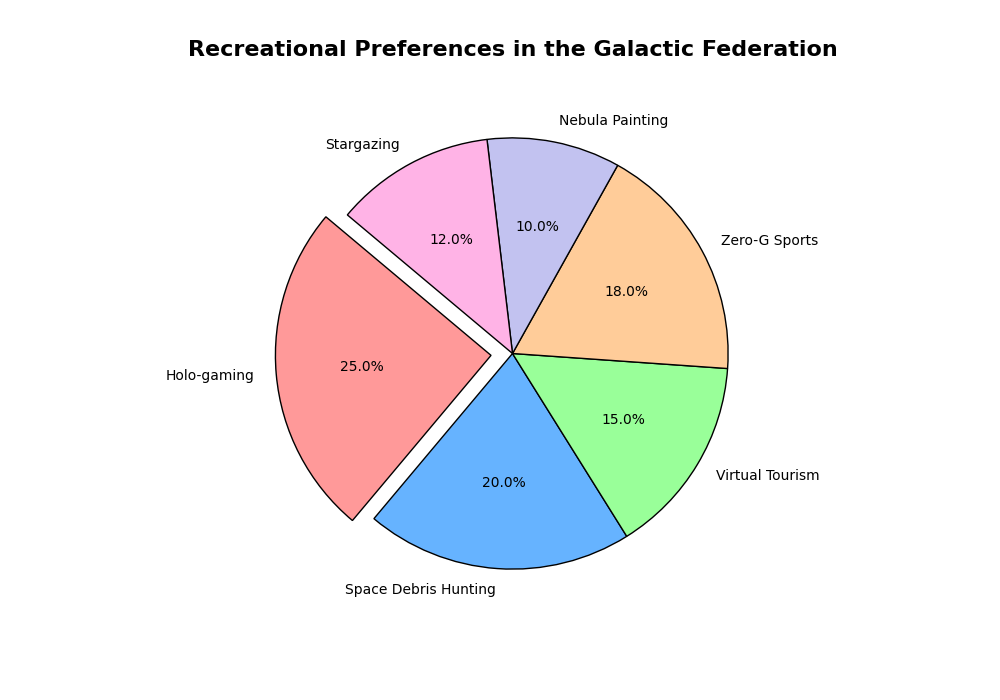 Recreational Preferences in the Galactic Federation
Nebula Painting
Stargazing
10.0%
12.0%
Zero-G Sports
18.0%
25.0%
Holo-gaming
15.0%
Virtual Tourism
20.0%
Space Debris Hunting